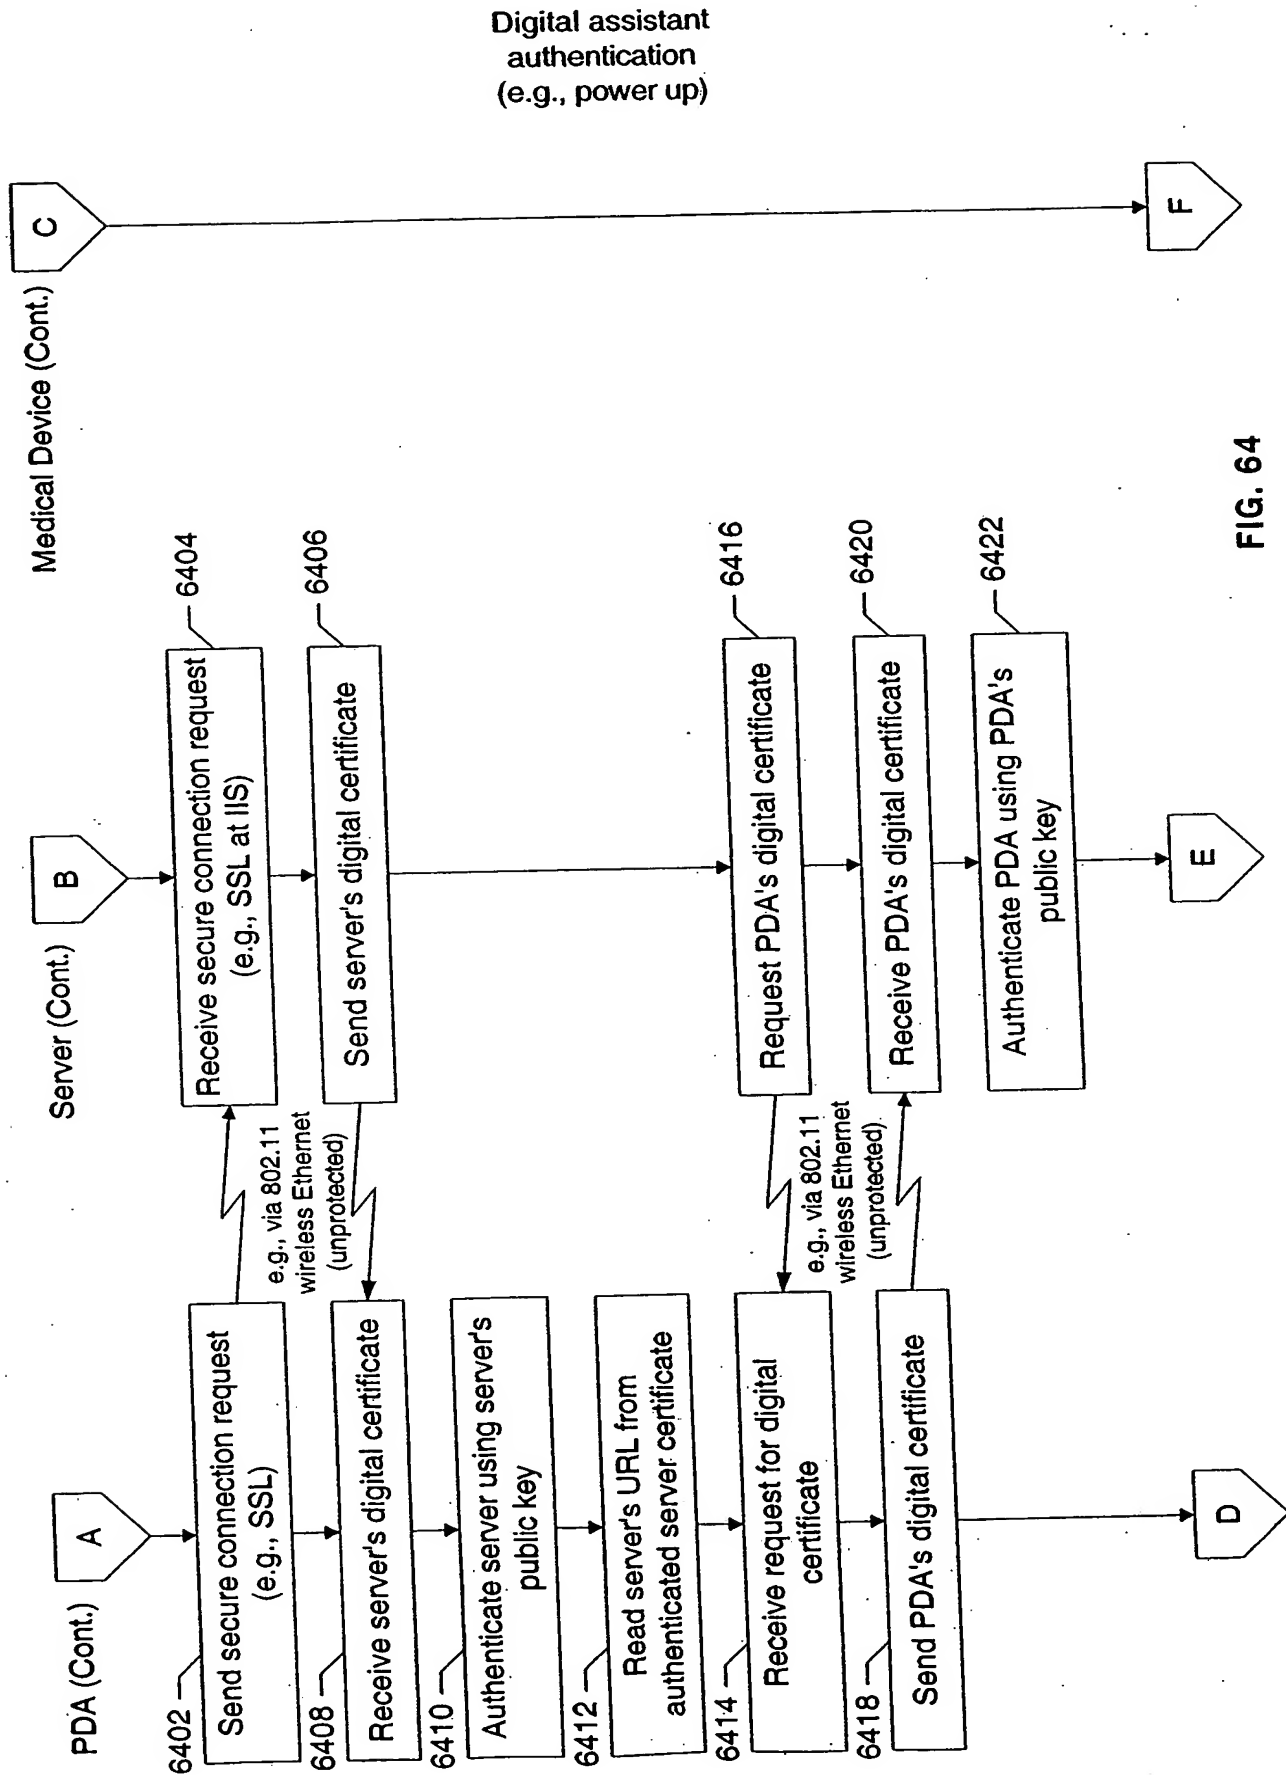 Digital assistant
authentication
(e.g., power up)
PDA (Cont.)
A
6402
Send secure connection request
(e.g., SSL)
6408
Receive server's digital certificate
6410
Authenticate server using server's
public key
6412
Read server's URL from
authenticated server certificate
6414
Receive request for digital
certificate
6418
Send PDA's digital certificate
D
e.g., via 802.11
wireless Ethernet
(unprotected)
e.g., via 802.11
wireless Ethernet
(unprotected)
Server (Cont.)
B
Receive secure connection request
(e.g., SSL at IIS)
6404
Send server's digital certificate
6406
Request PDA's digital certificate
6416
Receive PDA's digital certificate
6420
Authenticate PDA using PDA's
public key
6422
E
Medical Device (Cont.)
C
F
FIG. 64